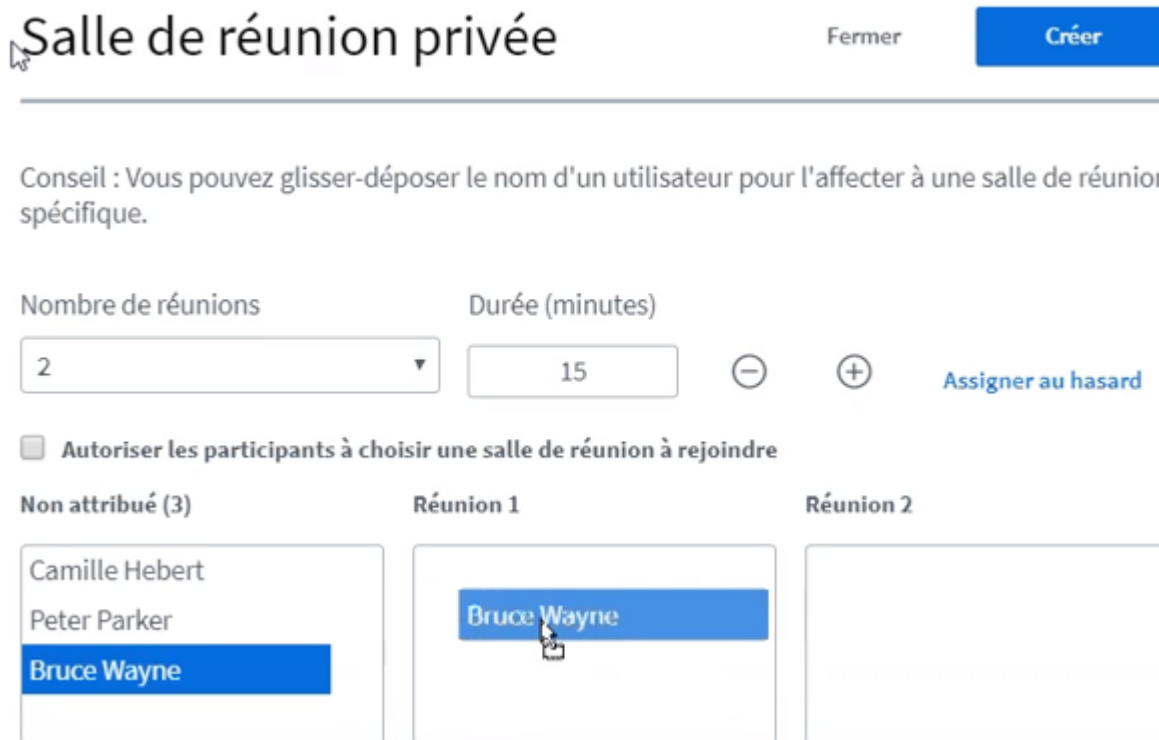 Salle de réunion privée
Fermer
Créer
Conseil : Vous pouvez glisser-déposer le nom d'un utilisateur pour l'affecter à une salle de
spécifique.
Nombre de réunions
Durée (minutes)
2
15
Assigner au hasard
Autoriser les participants à choisir une salle de réunion à rejoindre
Non attribué (3)
Réunion 1
Réunion 2
Camille Hebert
Peter Parker
Bruce Wayne
Bruce Wayne